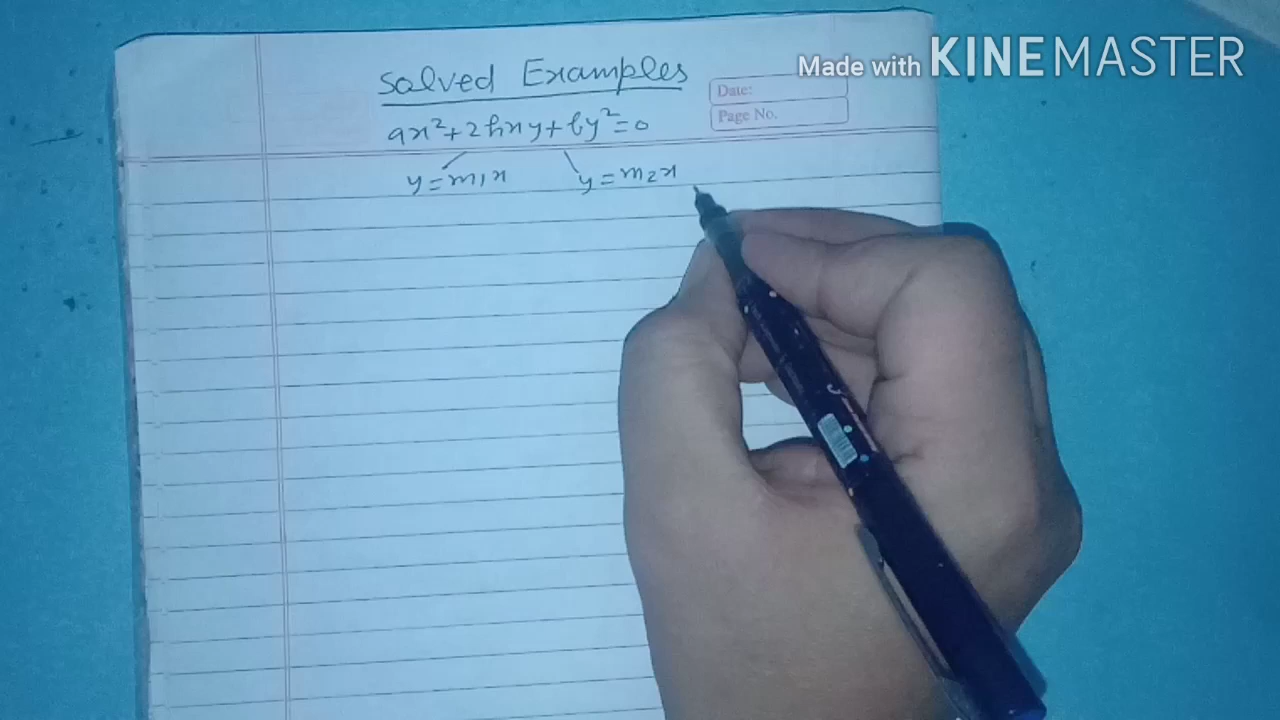 Made with KINEMASTER
Solved Examples
Date:
Page No.
ax²+2hxy+by²=0
y=m1x y=m2x